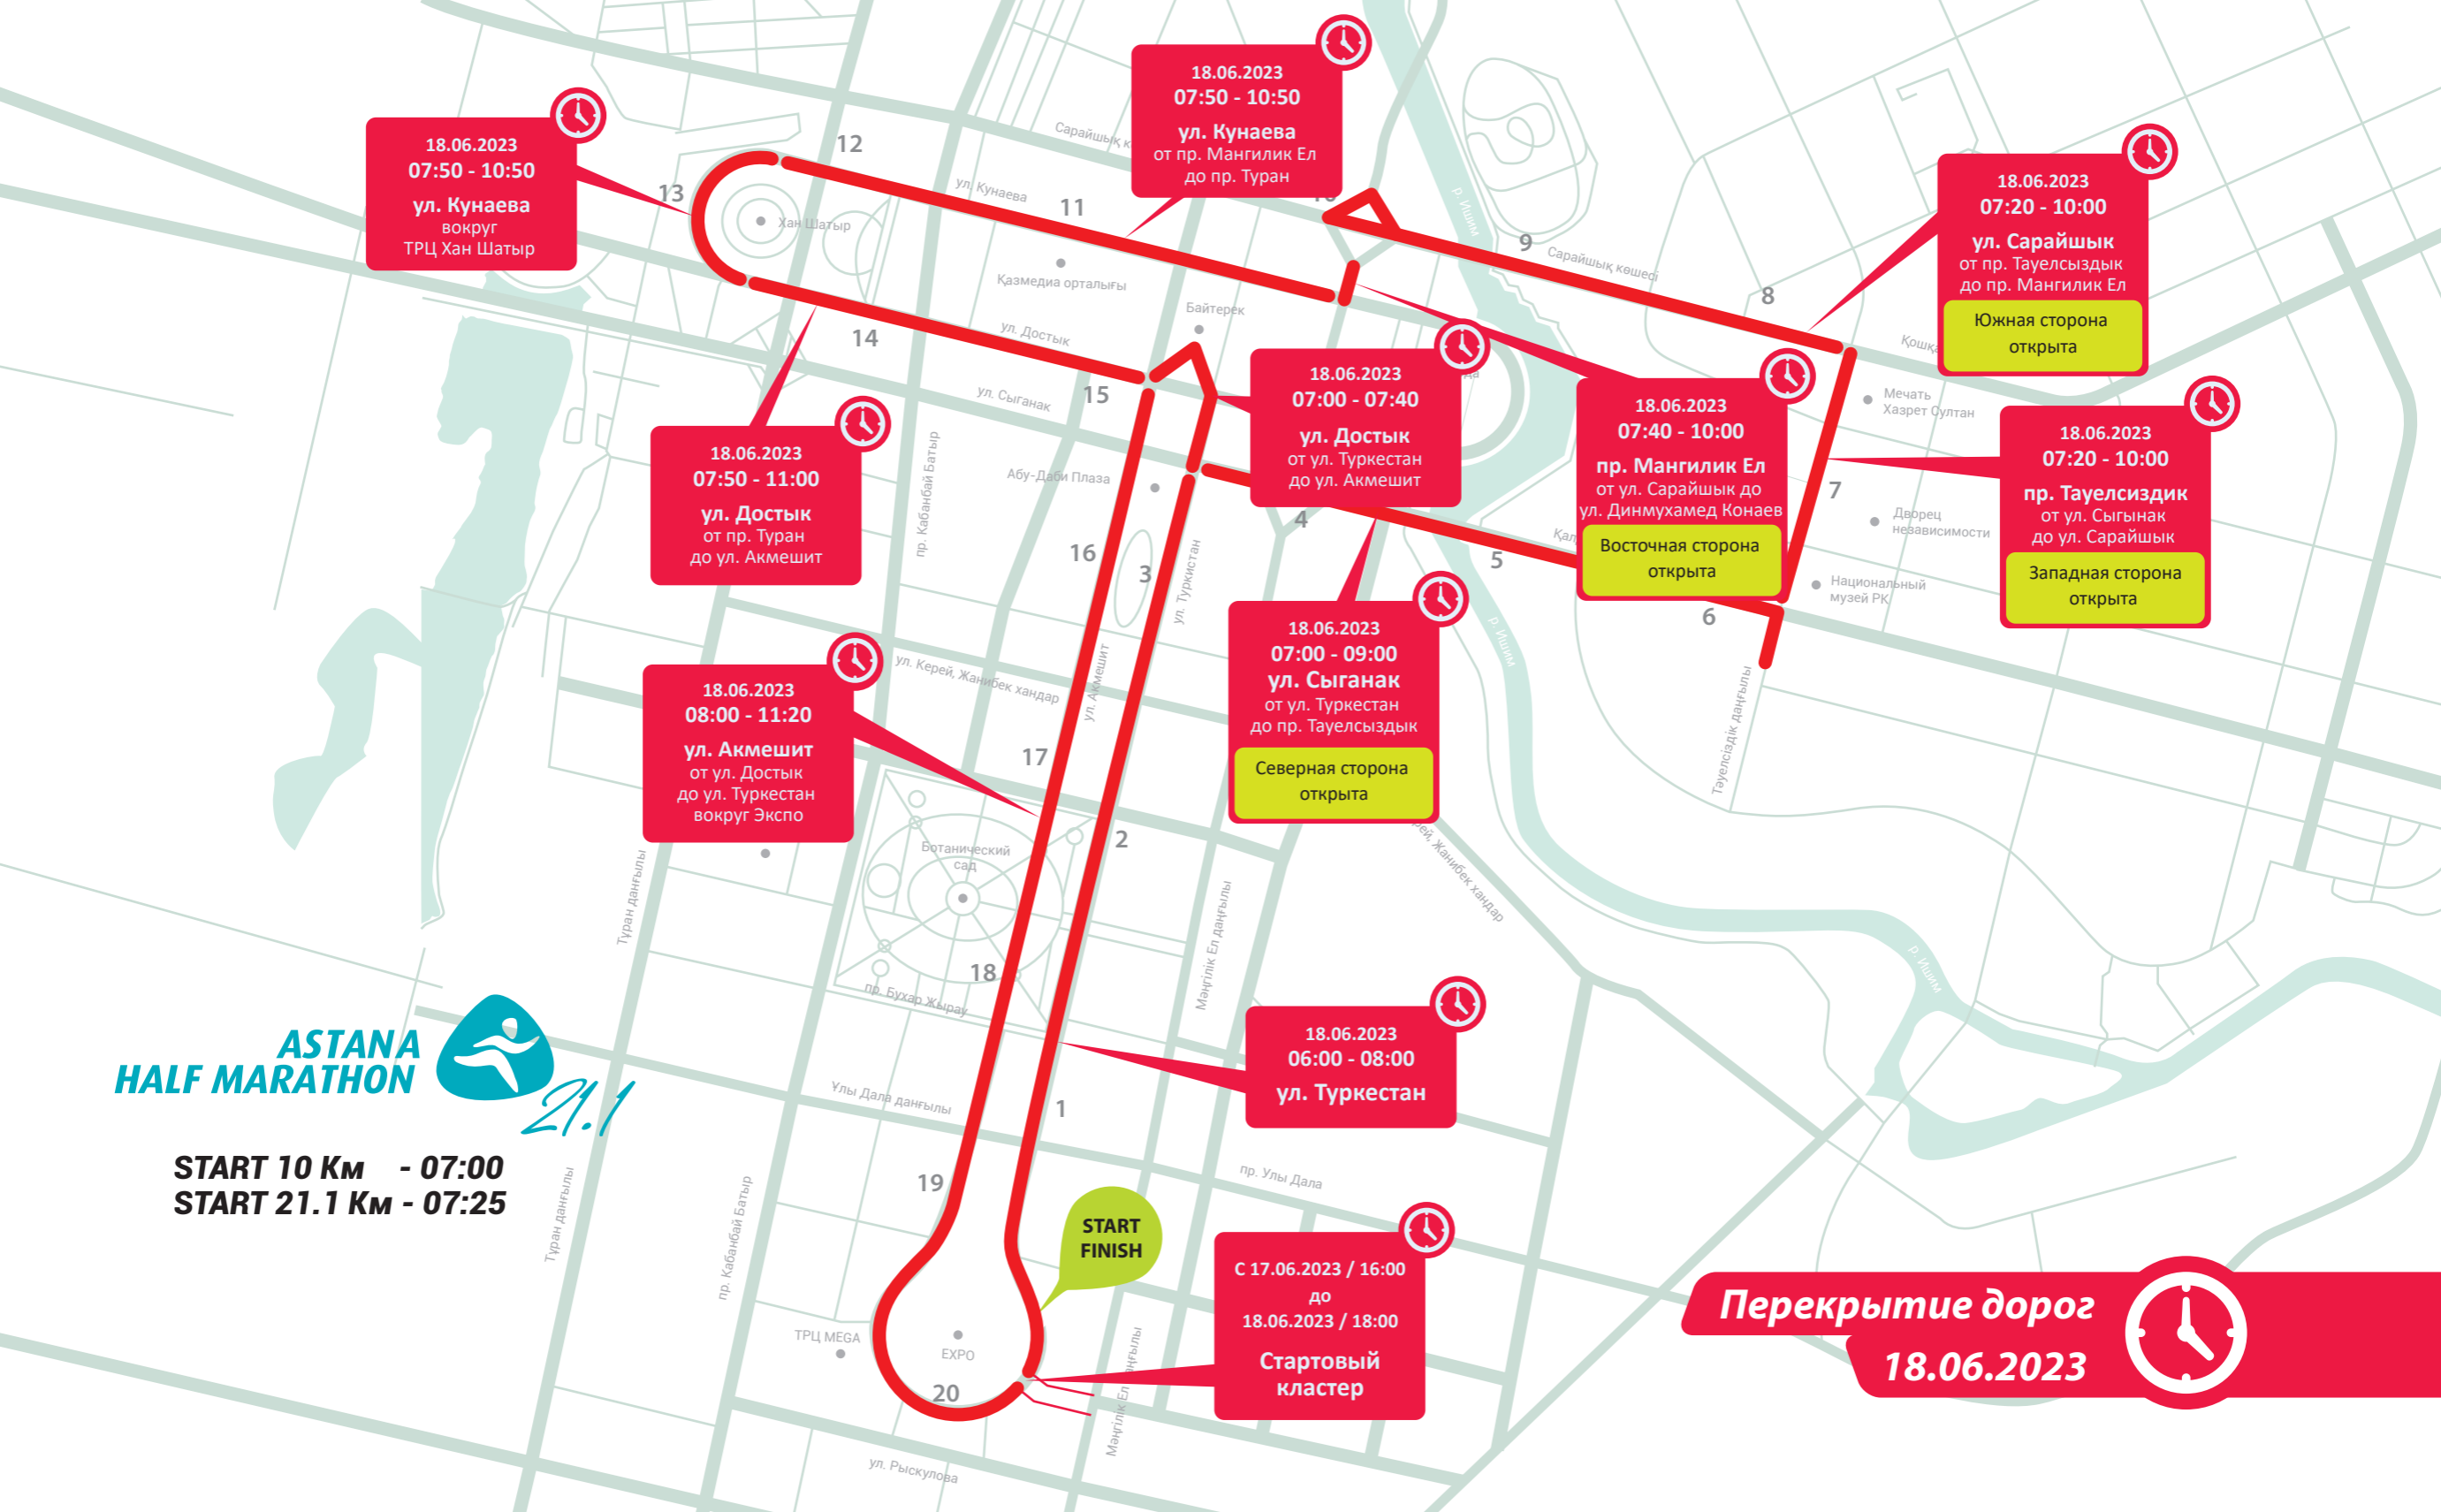 18.06.2023
07:50 - 10:50
ул. Кунаева
от пр. Мангилик Ел
до пр. Туран
18.06.2023
07:50 - 10:50
ул. Кунаева
вокруг
ТРЦ Хан Шатыр
18.06.2023
07:20 - 10:00
ул. Сарайшык
от пр. Тауелсыздык
до пр. Мангилик Ел
Южная сторона
открыта
18.06.2023
07:00 - 07:40
ул. Достык
от ул. Туркестан
до ул. Акмешит
18.06.2023
07:40 - 10:00
пр. Мангилик Ел
от ул. Сарайшык до
ул. Динмухамед Конаев
Восточная сторона
открыта
18.06.2023
07:20 - 10:00
пр. Тауелсиздик
от ул. Сыгынак
до ул. Сарайшык
Западная сторона
открыта
18.06.2023
07:50 - 11:00
ул. Достык
от пр. Туран
до ул. Акмешит
18.06.2023
07:00 - 09:00
ул. Сыганак
от ул. Туркестан
до пр. Тауелсыздык
Северная сторона
открыта
18.06.2023
08:00 - 11:20
ул. Акмешит
от ул. Достык
до ул. Туркестан
вокруг Экспо
18.06.2023
06:00 - 08:00
ул. Туркестан
С 17.06.2023 / 16:00
до
18.06.2023 / 18:00
Стартовый
кластер
START
FINISH
ASTANA
HALF MARATHON
21.1
START 10 Км - 07:00
START 21.1 Км - 07:25
Перекрытие дорог
18.06.2023
12
13
11
9
8
14
15
7
4
5
6
16
3
17
2
18
1
19
20
Сарайшық
ул. Кунаева
Хан Шатыр
Қазмедиа орталығы
Байтерек
ул. Достык
ул. Сыганак
Абу-Даби Плаза
пр. Кабанбай Батыр
ул. Туркистан
ул. Акмешит
ул. Керей, Жанибек хандар
Сарайшық көшесі
р. Ишим
Мечать
Хазрет Султан
Дворец
независимости
Национальный
музей РК
Тәуелсіздік даңғылы
р. Ишим
Жанибек хандар
р. Ишим
Ботанический
сад
Тұран даңғылы
Мәңгілік Ел даңғылы
пр. Бухар Жырау
Ұлы Дала даңғылы
пр. Улы Дала
Тұран даңғылы
пр. Кабанбай Батыр
ТРЦ MEGA
EXPO
Мәңгілік Ел
ул. Рыскулова